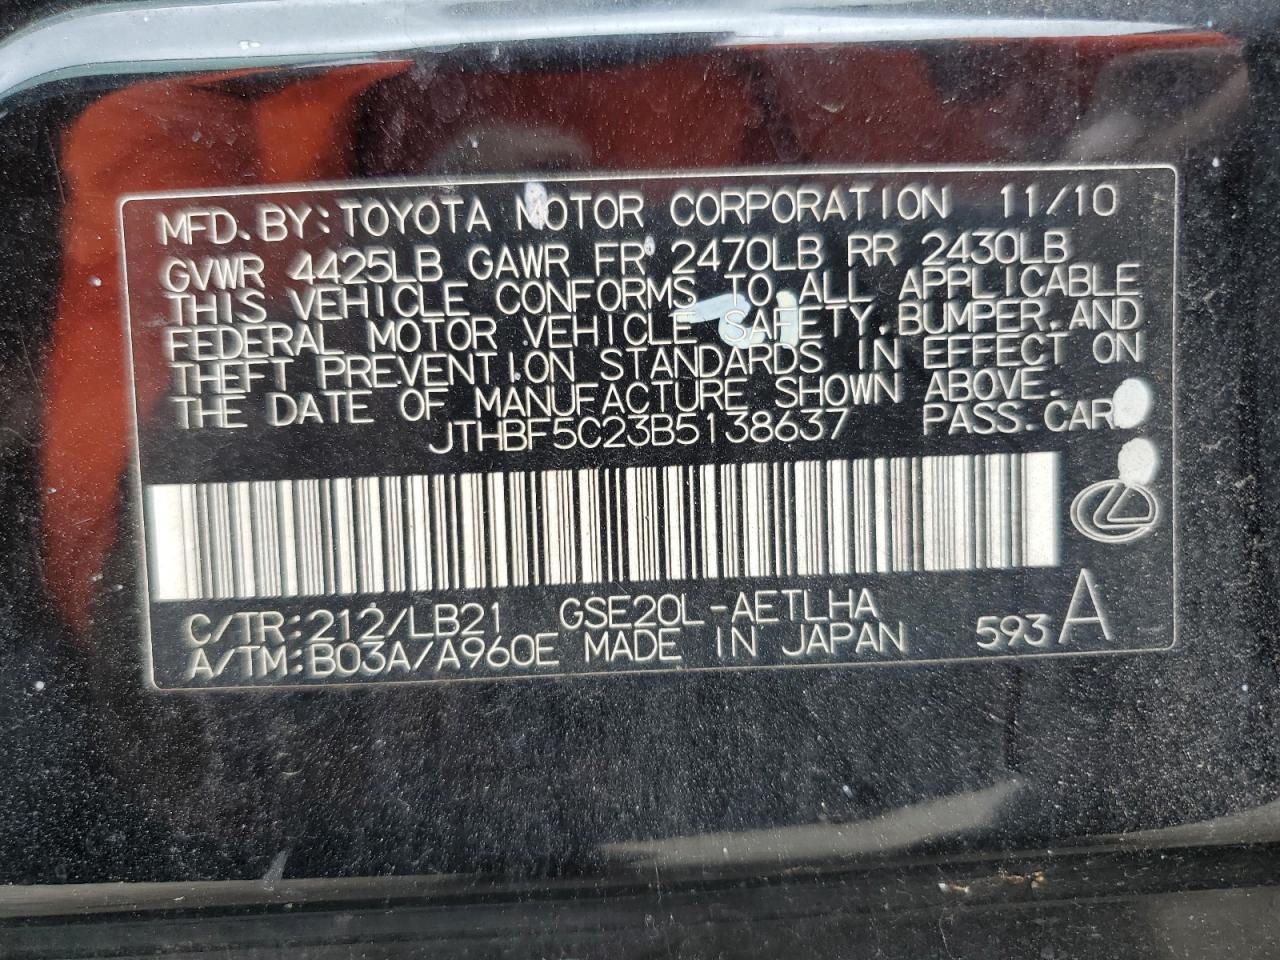 MFD. BY: TOYOTA MOTOR CORPORATION 11/10
GVWR 4425LB GAWR FR 2470LB RR 2430LB
THIS VEHICLE CONFORMS TO ALL APPLICABLE
FEDERAL MOTOR VEHICLE SAFETY, BUMPER, AND
THEFT PREVENTION STANDARDS IN EFFECT ON
THE DATE OF MANUFACTURE SHOWN ABOVE.
JTHBF5C23B5138637 PASS. CAR
C/TR: 212/LB21 GSE20L-AETLHA
A/TM: B03A/A960E MADE IN JAPAN 593 A